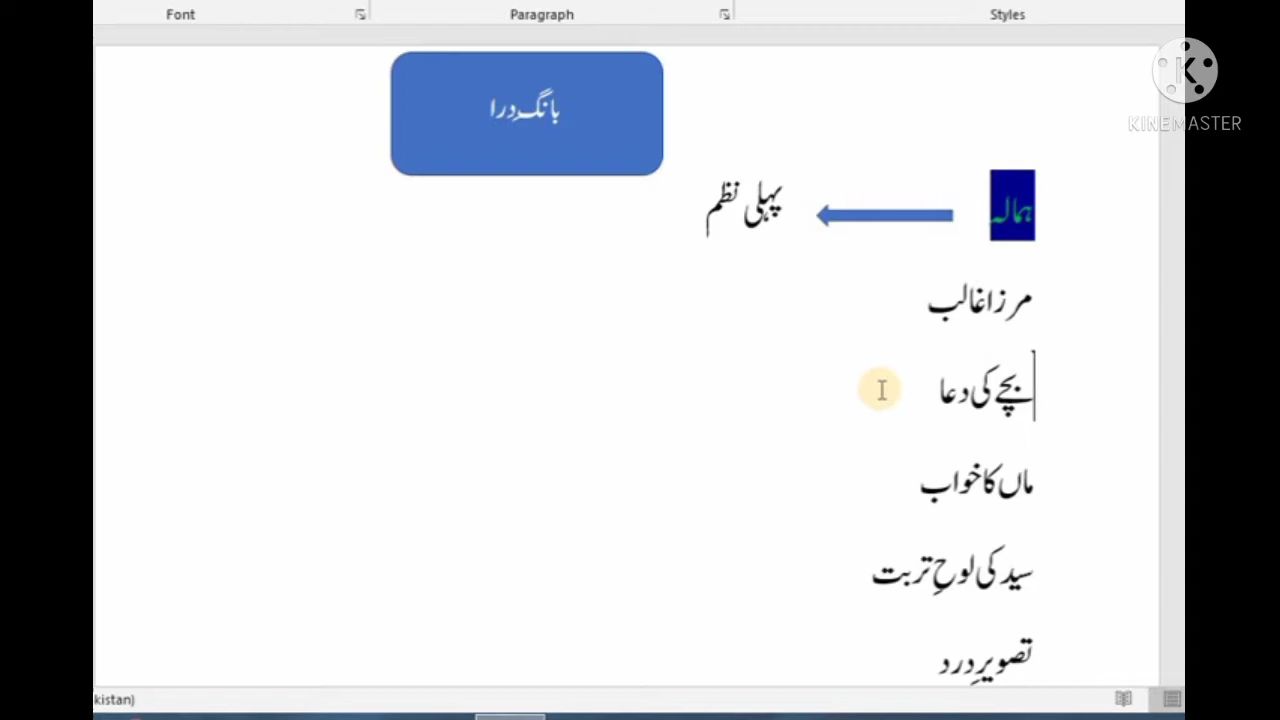 Font Paragraph Styles
K
KINEMASTER
بانگِ درا
ہمالہ پہلی نظم
مرزا غالب
بچے کی دعا
ماں کا خواب
سید کی لوحِ تربت
تصویرِ درد
kistan)